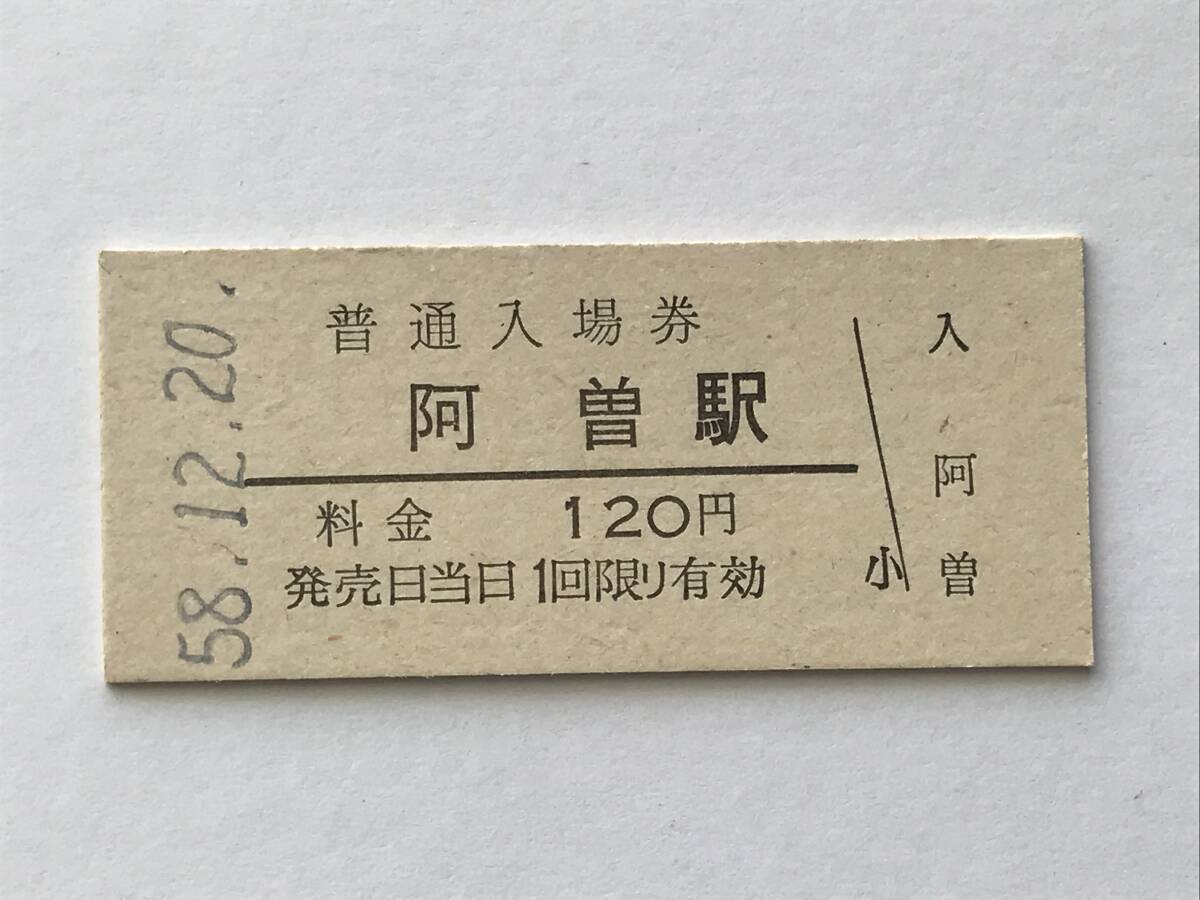 58.12.20.
普通入場券
阿曽駅
料金 120円
発売日当日1回限り有効
小
入
阿
曽